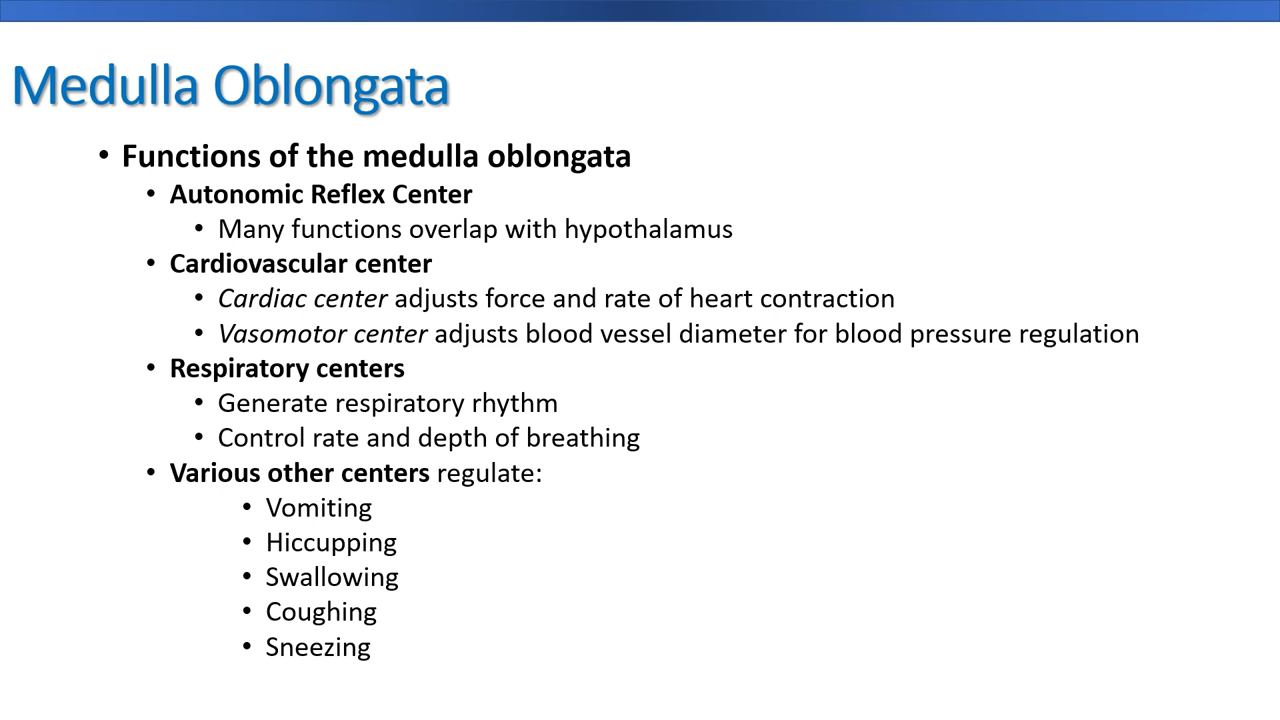 Medulla Oblongata
• Functions of the medulla oblongata
• Autonomic Reflex Center
• Many functions overlap with hypothalamus
• Cardiovascular center
• Cardiac center adjusts force and rate of heart contraction
• Vasomotor center adjusts blood vessel diameter for blood pressure regulation
• Respiratory centers
• Generate respiratory rhythm
• Control rate and depth of breathing
• Various other centers regulate:
• Vomiting
• Hiccupping
• Swallowing
• Coughing
• Sneezing